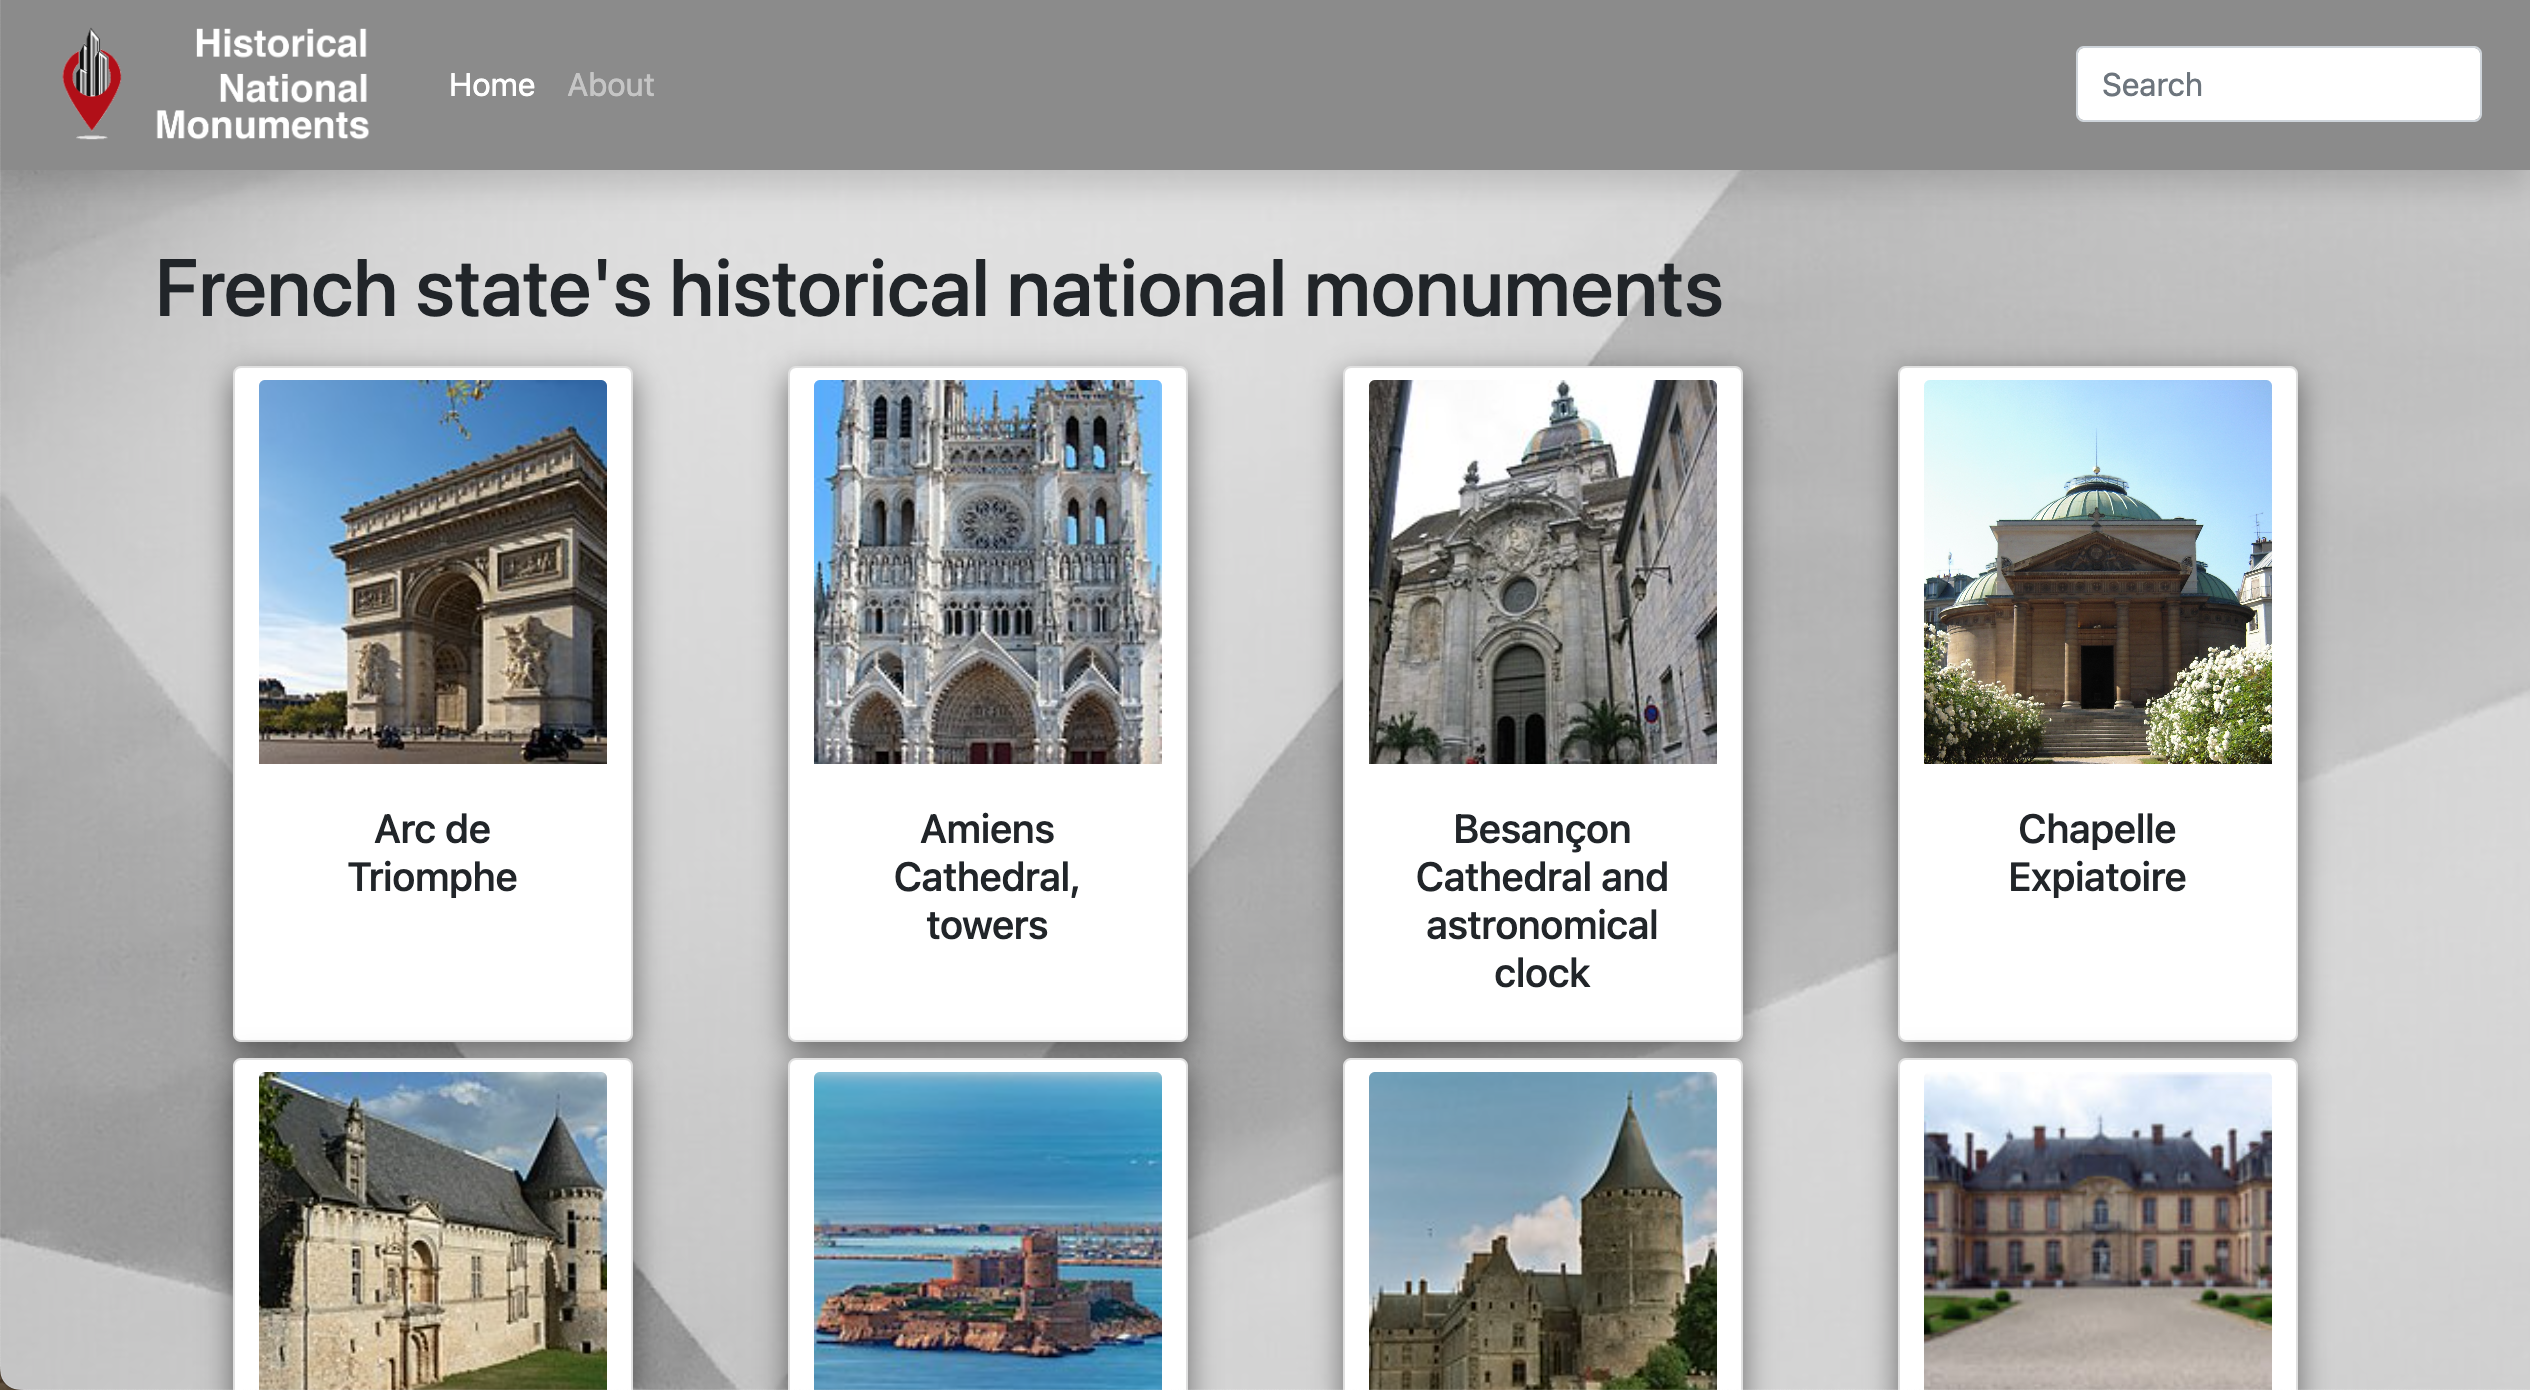 Historical
National
Monuments
Home About
Search
French state's historical national monuments
Arc de
Triomphe
Amiens
Cathedral,
towers
Besançon
Cathedral and
astronomical
clock
Chapelle
Expiatoire